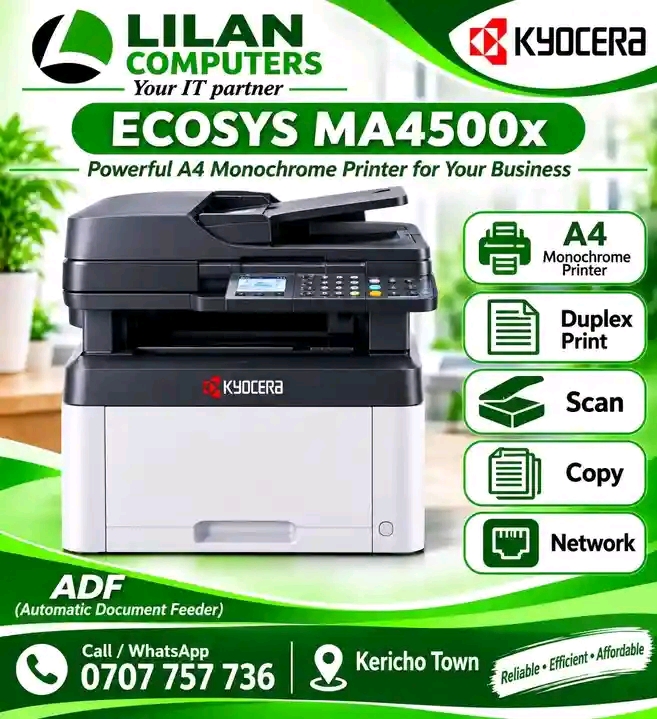 LILAN
COMPUTERS
Your IT partner
KYOCERA
ECOSYS MA4500x
Powerful A4 Monochrome Printer for Your Business
A4
Monochrome
Printer
Duplex
Print
Scan
Copy
Network
KYOCERA
ADF
(Automatic Document Feeder)
Call / WhatsApp
0707 757 736
Kericho Town
Reliable • Efficient • Affordable